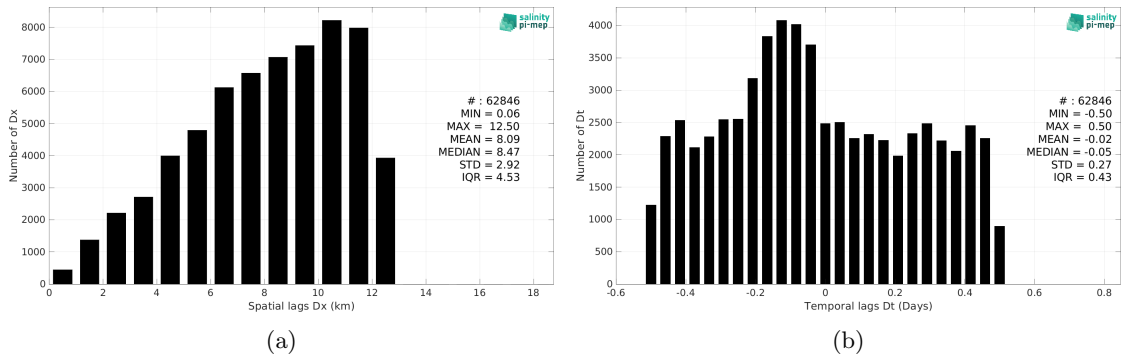 8000
7000
6000
5000
4000
3000
2000
1000
0
Number of Dx
0 2 4 6 8 10 12 14 16 18
Spatial lags Dx (km)
salinity
pi-mep
# : 62846
MIN = 0.06
MAX = 12.50
MEAN = 8.09
MEDIAN = 8.47
STD = 2.92
IQR = 4.53
(a)
4000
3500
3000
2500
2000
1500
1000
500
0
Number of Dt
-0.6 -0.4 -0.2 0 0.2 0.4 0.6 0.8
Temporal lags Dt (Days)
salinity
pi-mep
# : 62846
MIN = -0.50
MAX = 0.50
MEAN = -0.02
MEDIAN = -0.05
STD = 0.27
IQR = 0.43
(b)